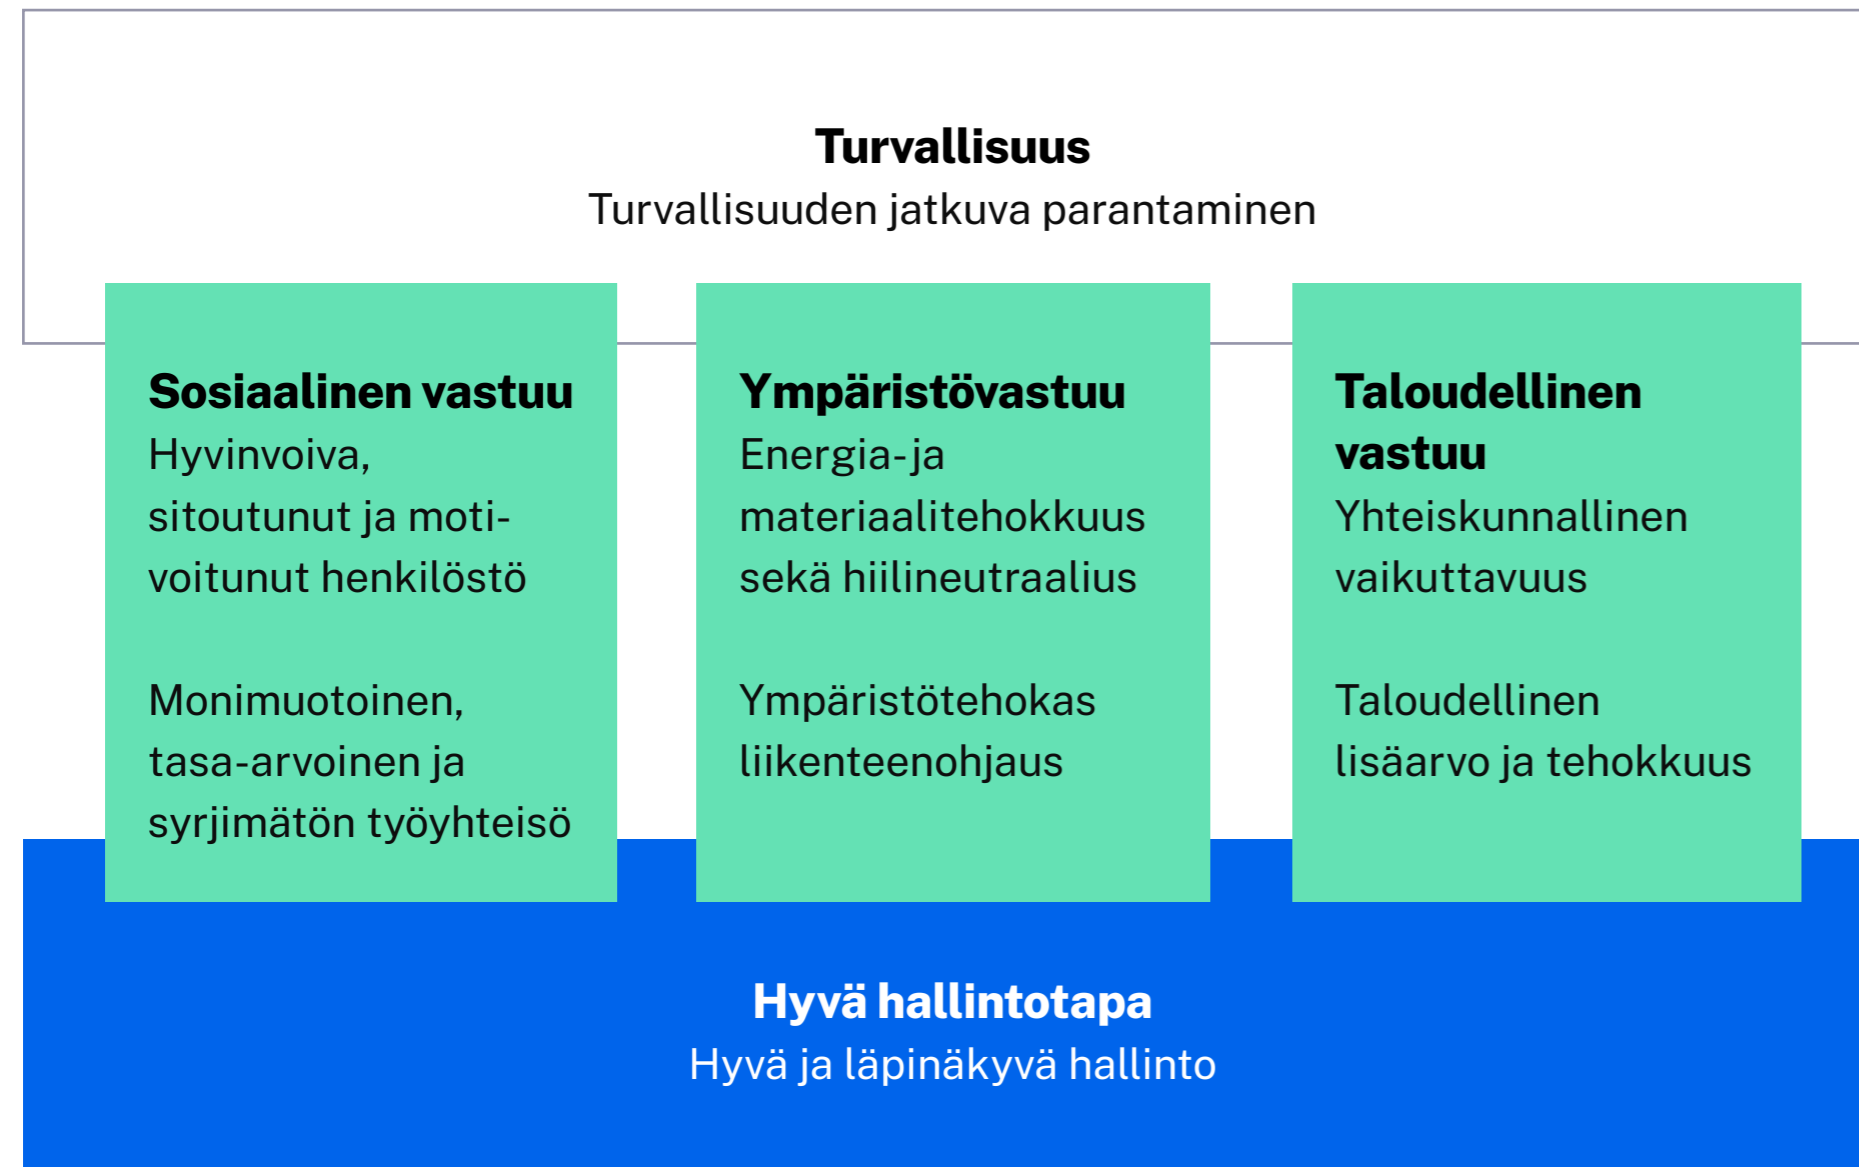 Turvallisuus
Turvallisuuden jatkuva parantaminen
Sosiaalinen vastuu
Hyvinvoiva,
sitoutunut ja moti-
voitunut henkilöstö
Monimuotoinen,
tasa-arvoinen ja
syrjimätön työyhteisö
Ympäristövastuu
Energia-ja
materiaalitehokkuus
sekä hiilineutraalius
Ympäristötehokas
liikenteenohjaus
Taloudellinen
vastuu
Yhteiskunnallinen
vaikuttavuus
Taloudellinen
lisäarvo ja tehokkuus
Hyvä hallintotapa
Hyvä ja läpinäkyvä hallinto